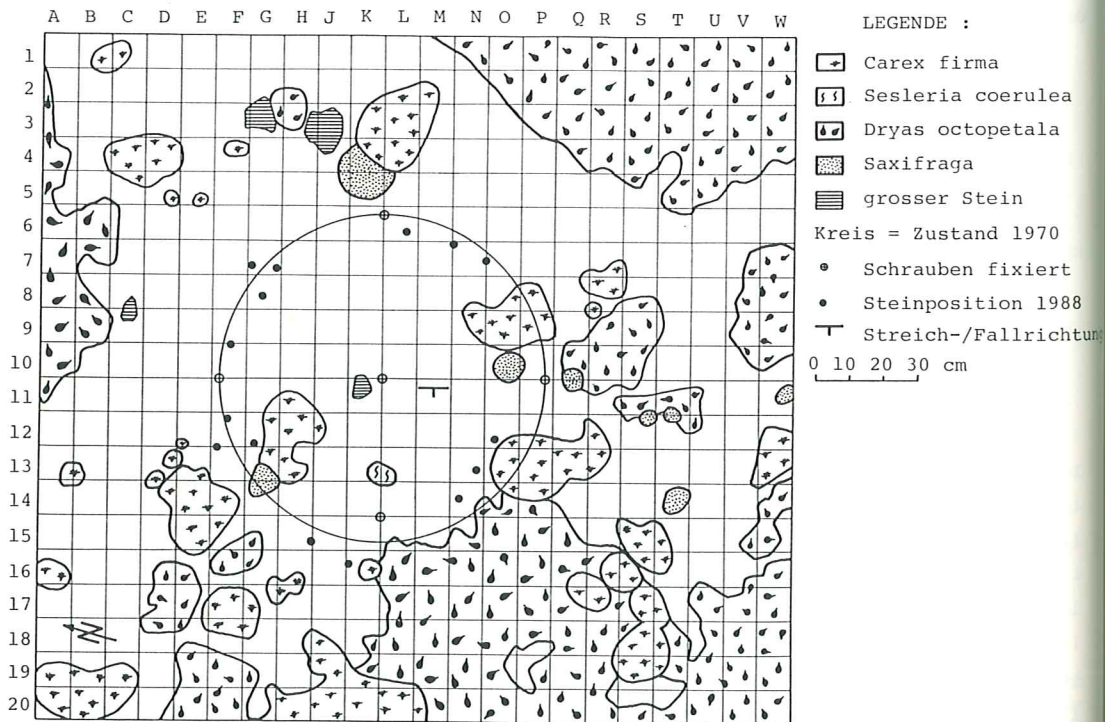 A B C D E F G H J K L M N O P Q R S T U V W
1
2
3
4
5
6
7
8
9
10
11
12
13
14
15
16
17
18
19
20
LEGENDE :
Carex firma
Sesleria coerulea
Dryas octopetala
Saxifraga
grosser Stein
Kreis = Zustand 1970
Schrauben fixiert
Steinposition 1988
Streich-/Fallrichtung
0 10 20 30 cm